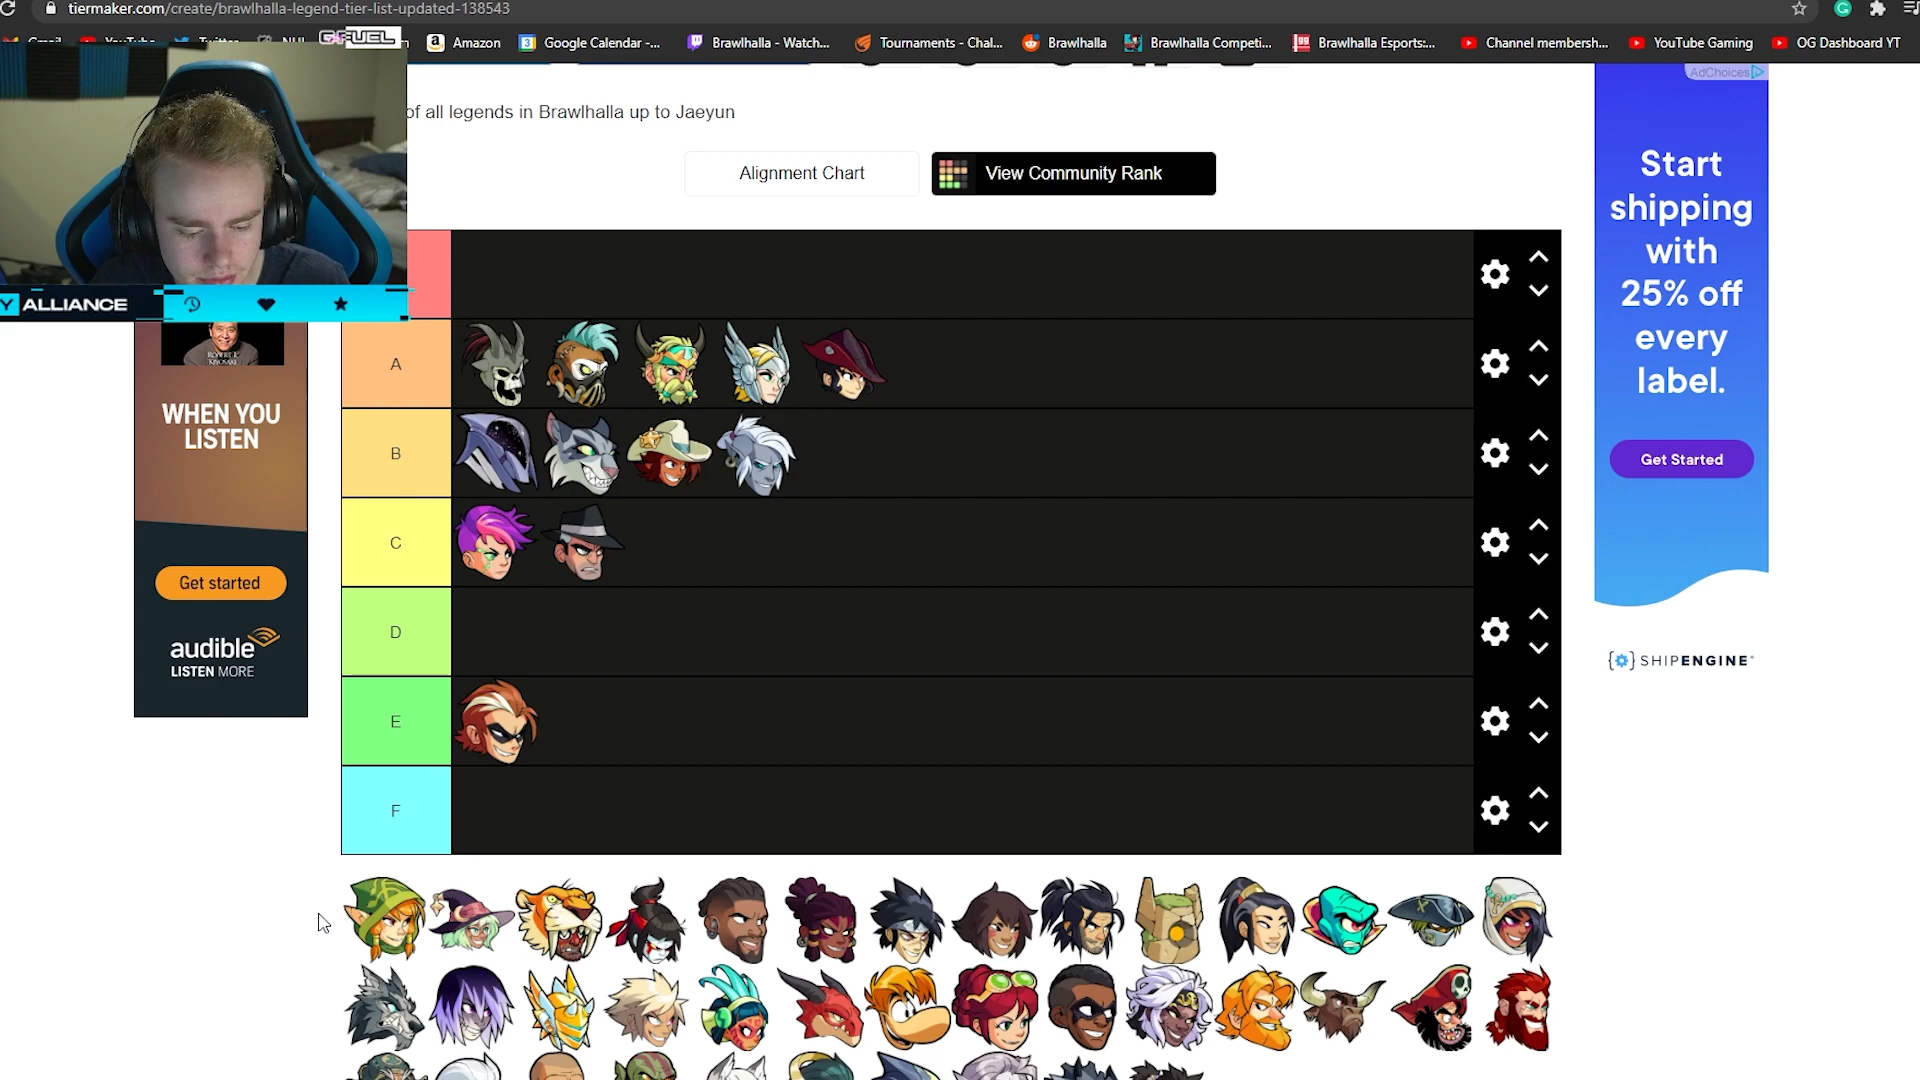 tiermaker.com/create/brawlhalla-legend-tier-list-updated-138543
Amazon
Google Calendar -...
Brawlhalla - Watch...
Tournaments - Chal...
Brawlhalla
Brawlhalla Competi...
Brawlhalla Esports:...
Channel membersh...
YouTube Gaming
OG Dashboard YT
G FUEL
AdChoices
of all legends in Brawlhalla up to Jaeyun
Alignment Chart
View Community Rank
Y ALLIANCE
ROBERT T.
KIYOSAKI
WHEN YOU
LISTEN
Get started
audible
LISTEN MORE
A
B
C
D
E
F
Start
shipping
with
25% off
every
label.
Get Started
SHIPENGINE